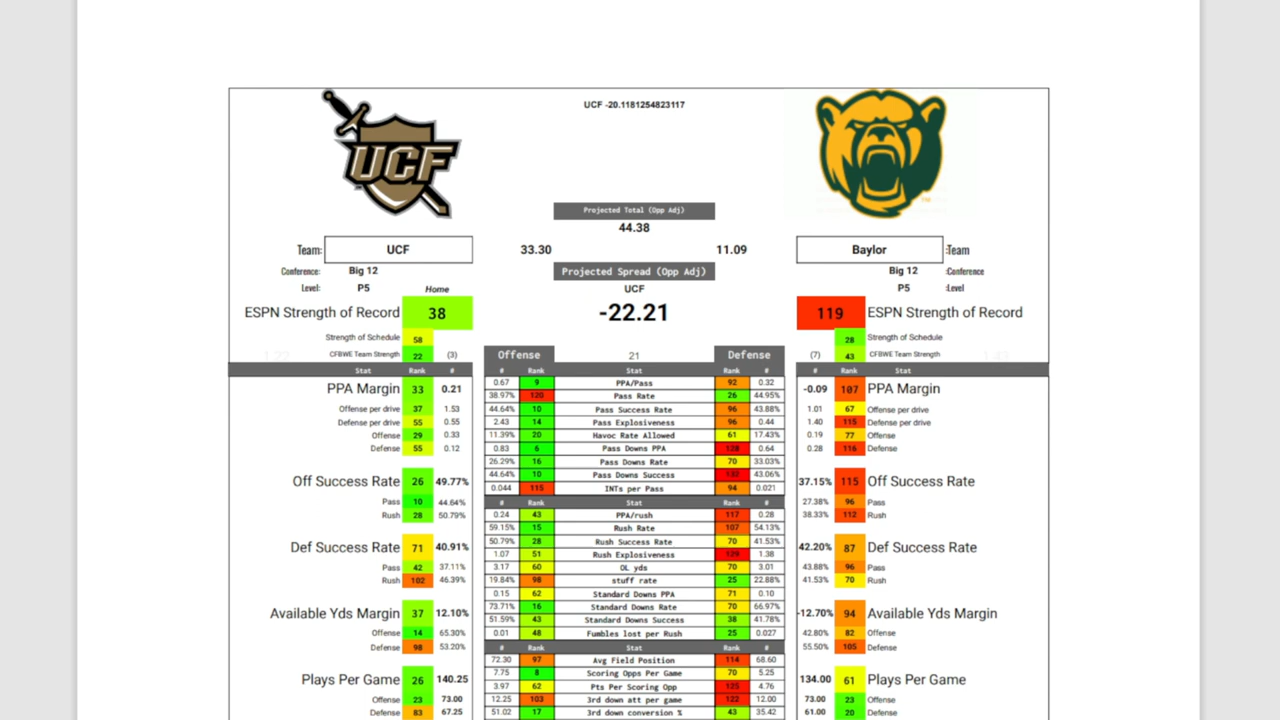 UCF -20.1181254823117
UCF
Projected Total (Opp Adj)
44.38
Team: UCF 33.30 11.09 Baylor :Team
Conference: Big 12 Projected Spread (Opp Adj) Big 12 :Conference
Level: P5 Home UCF P5 :Level
ESPN Strength of Record 38 -22.21 119 ESPN Strength of Record
Strength of Schedule 58 28 Strength of Schedule
CFBWE Team Strength 22 (3) Offense 21 Defense (7) 43 CFBWE Team Strength
Stat Rank # # Rank Stat Rank # # Rank Stat
PPA Margin 33 0.21 0.67 9 PPA/Pass 92 0.32 -0.09 107 PPA Margin
38.97% 120 Pass Rate 26 44.95%
Offense per drive 37 1.53 44.64% 10 Pass Success Rate 96 43.88% 1.01 67 Offense per drive
Defense per drive 55 0.55 2.43 14 Pass Explosiveness 96 0.44 1.40 115 Defense per drive
Offense 29 0.33 11.39% 20 Havoc Rate Allowed 61 17.43% 0.19 77 Offense
Defense 55 0.12 0.83 6 Pass Downs PPA 128 0.64 0.28 116 Defense
26.29% 16 Pass Downs Rate 70 33.03%
Off Success Rate 26 49.77% 44.64% 10 Pass Downs Success 43.06% 37.15% 115 Off Success Rate
0.044 115 INTs per Pass 94 0.021
Pass 10 44.64% # Rank Stat Rank # 27.38% 96 Pass
Rush 28 50.79% 0.24 43 PPA/rush 117 0.28 38.33% 112 Rush
59.15% 15 Rush Rate 107 54.13%
Def Success Rate 71 40.91% 50.79% 28 Rush Success Rate 70 41.53% 42.20% 87 Def Success Rate
1.07 51 Rush Explosiveness 129 1.38
Pass 42 37.11% 3.17 60 OL yds 70 3.01 43.88% 96 Pass
Rush 102 46.39% 19.84% 98 stuff rate 25 22.88% 41.53% 70 Rush
0.15 62 Standard Downs PPA 71 0.10
Available Yds Margin 37 12.10% 73.71% 16 Standard Downs Rate 70 66.97% -12.70% 94 Available Yds Margin
51.59% 43 Standard Downs Success 38 41.78%
Offense 14 65.30% 0.01 48 Fumbles lost per Rush 25 0.027 42.80% 82 Offense
Defense 98 53.20% # Rank Stat Rank # 55.50% 105 Defense
72.30 97 Avg Field Position 114 68.60
Plays Per Game 26 140.25 7.75 8 Scoring Opps Per Game 70 5.25 134.00 61 Plays Per Game
3.97 62 Pts Per Scoring Opp 125 4.76
Offense 23 73.00 12.25 103 3rd down att per game 122 12.00 73.00 23 Offense
Defense 83 67.25 51.02 17 3rd down conversion % 43 35.42 61.00 20 Defense